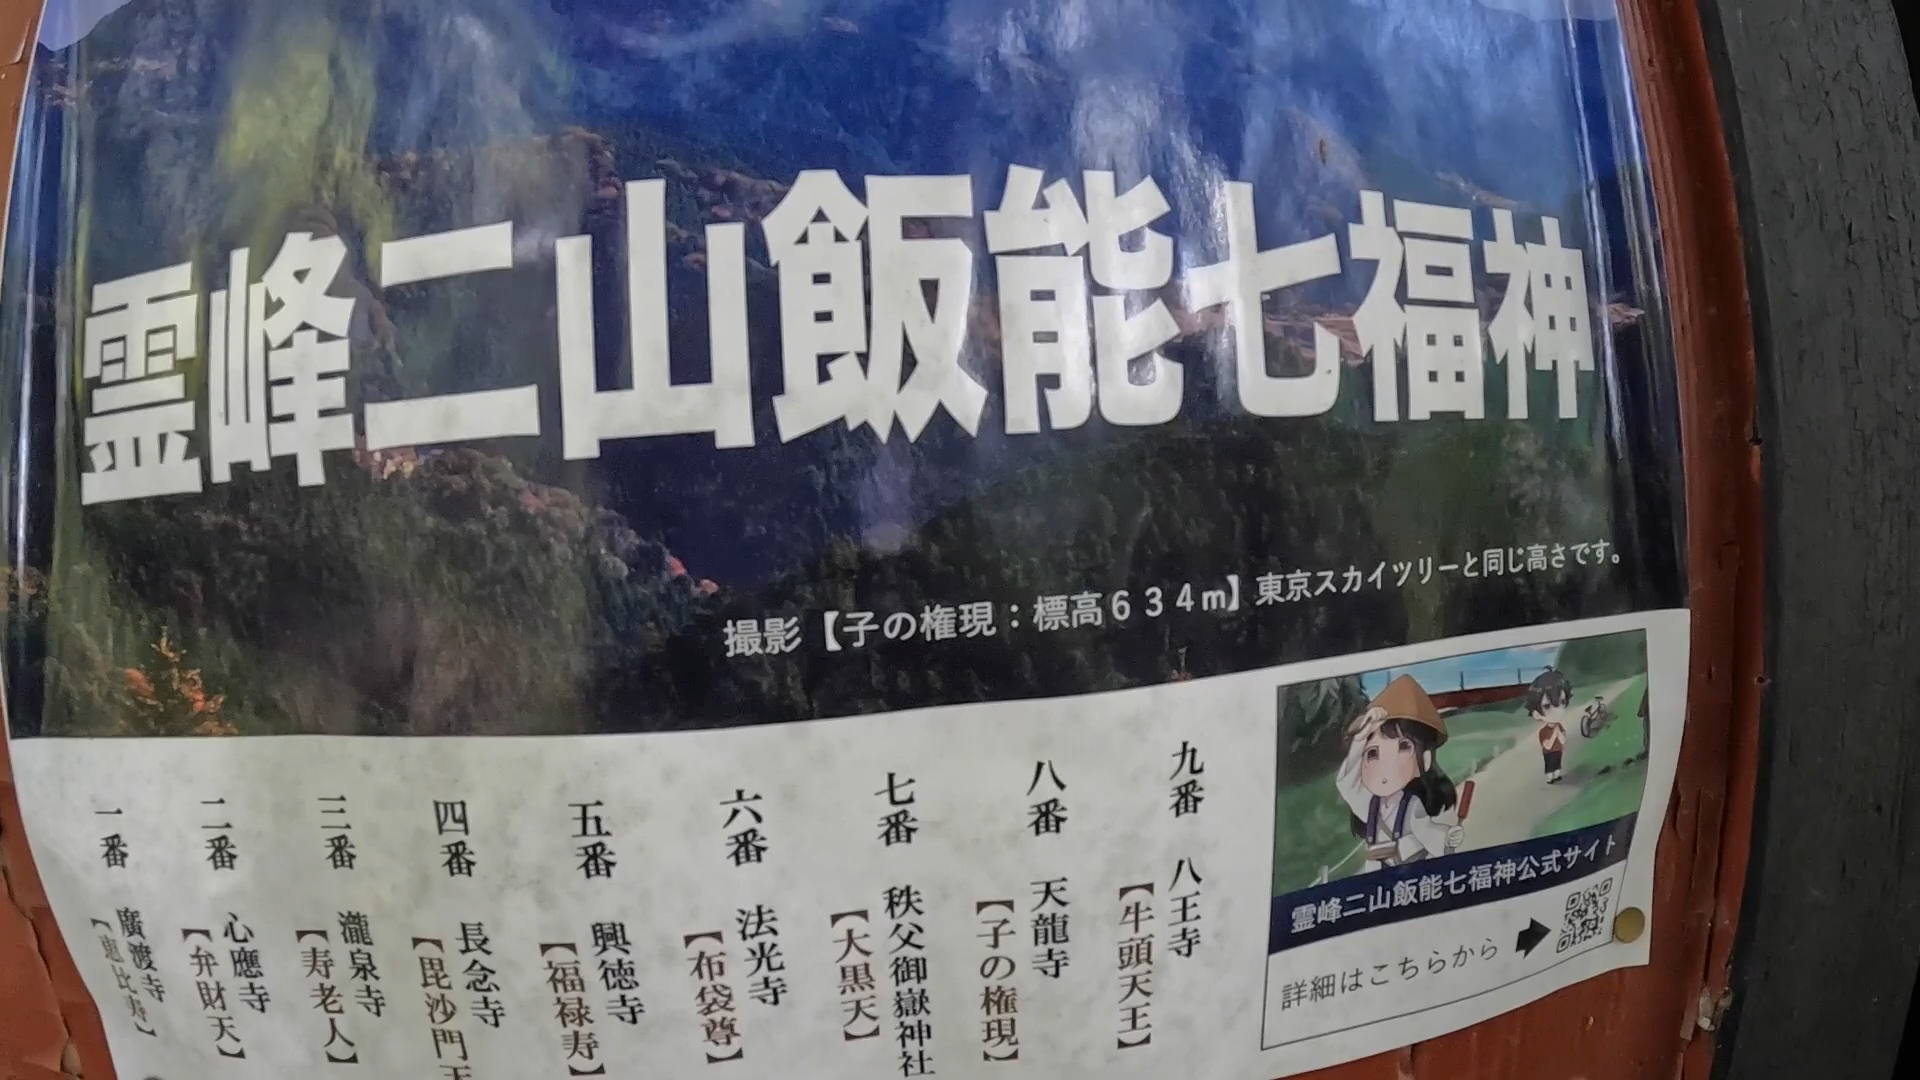 霊峰二山飯能七福神
撮影【子の権現：標高６３４ｍ】東京スカイツリーと同じ高さです。
一番 廣渡寺
【恵比寿】
二番 心應寺
【弁財天】
三番 瀧泉寺
【寿老人】
四番 長念寺
【毘沙門天
五番 興徳寺
【福禄寿】
六番 法光寺
【布袋尊】
七番 秩父御嶽神社
【大黒天】
八番 天龍寺
【子の権現】
九番 八王寺
【牛頭天王】
霊峰二山飯能七福神公式サイト
詳細はこちらから